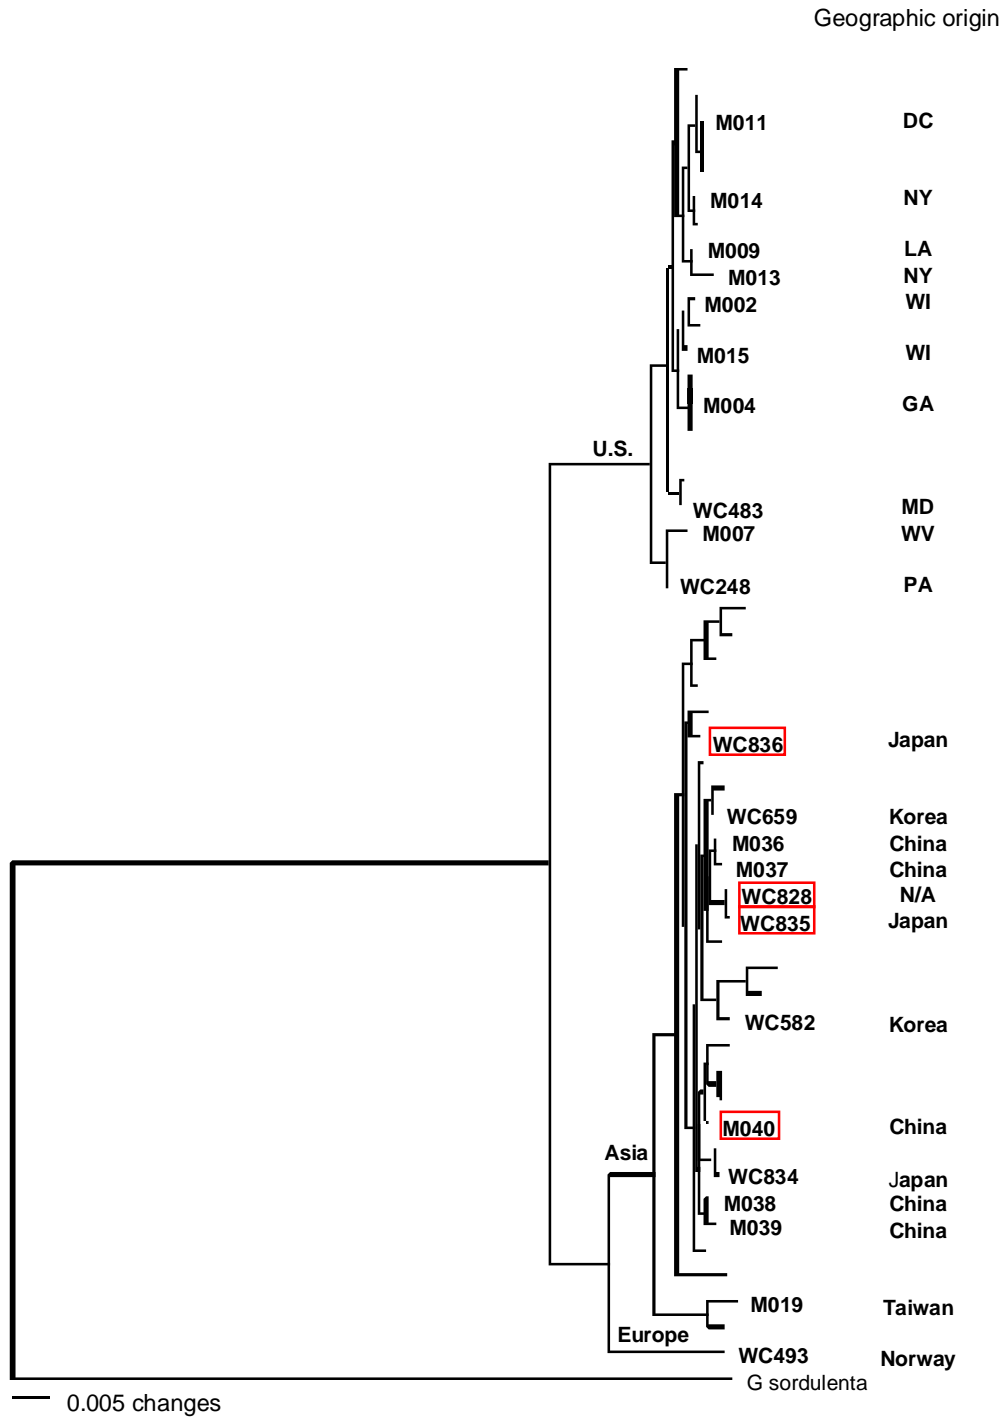 Geographic origin
M011 DC
M014 NY
M009 LA
M013 NY
M002 WI
M015 WI
M004 GA
U.S.
WC483 MD
M007 WV
WC248 PA
WC836 Japan
WC659 Korea
M036 China
M037 China
WC828 N/A
WC835 Japan
WC582 Korea
M040 China
Asia
WC834 Japan
M038 China
M039 China
M019 Taiwan
Europe
WC493 Norway
G sordulenta
0.005 changes